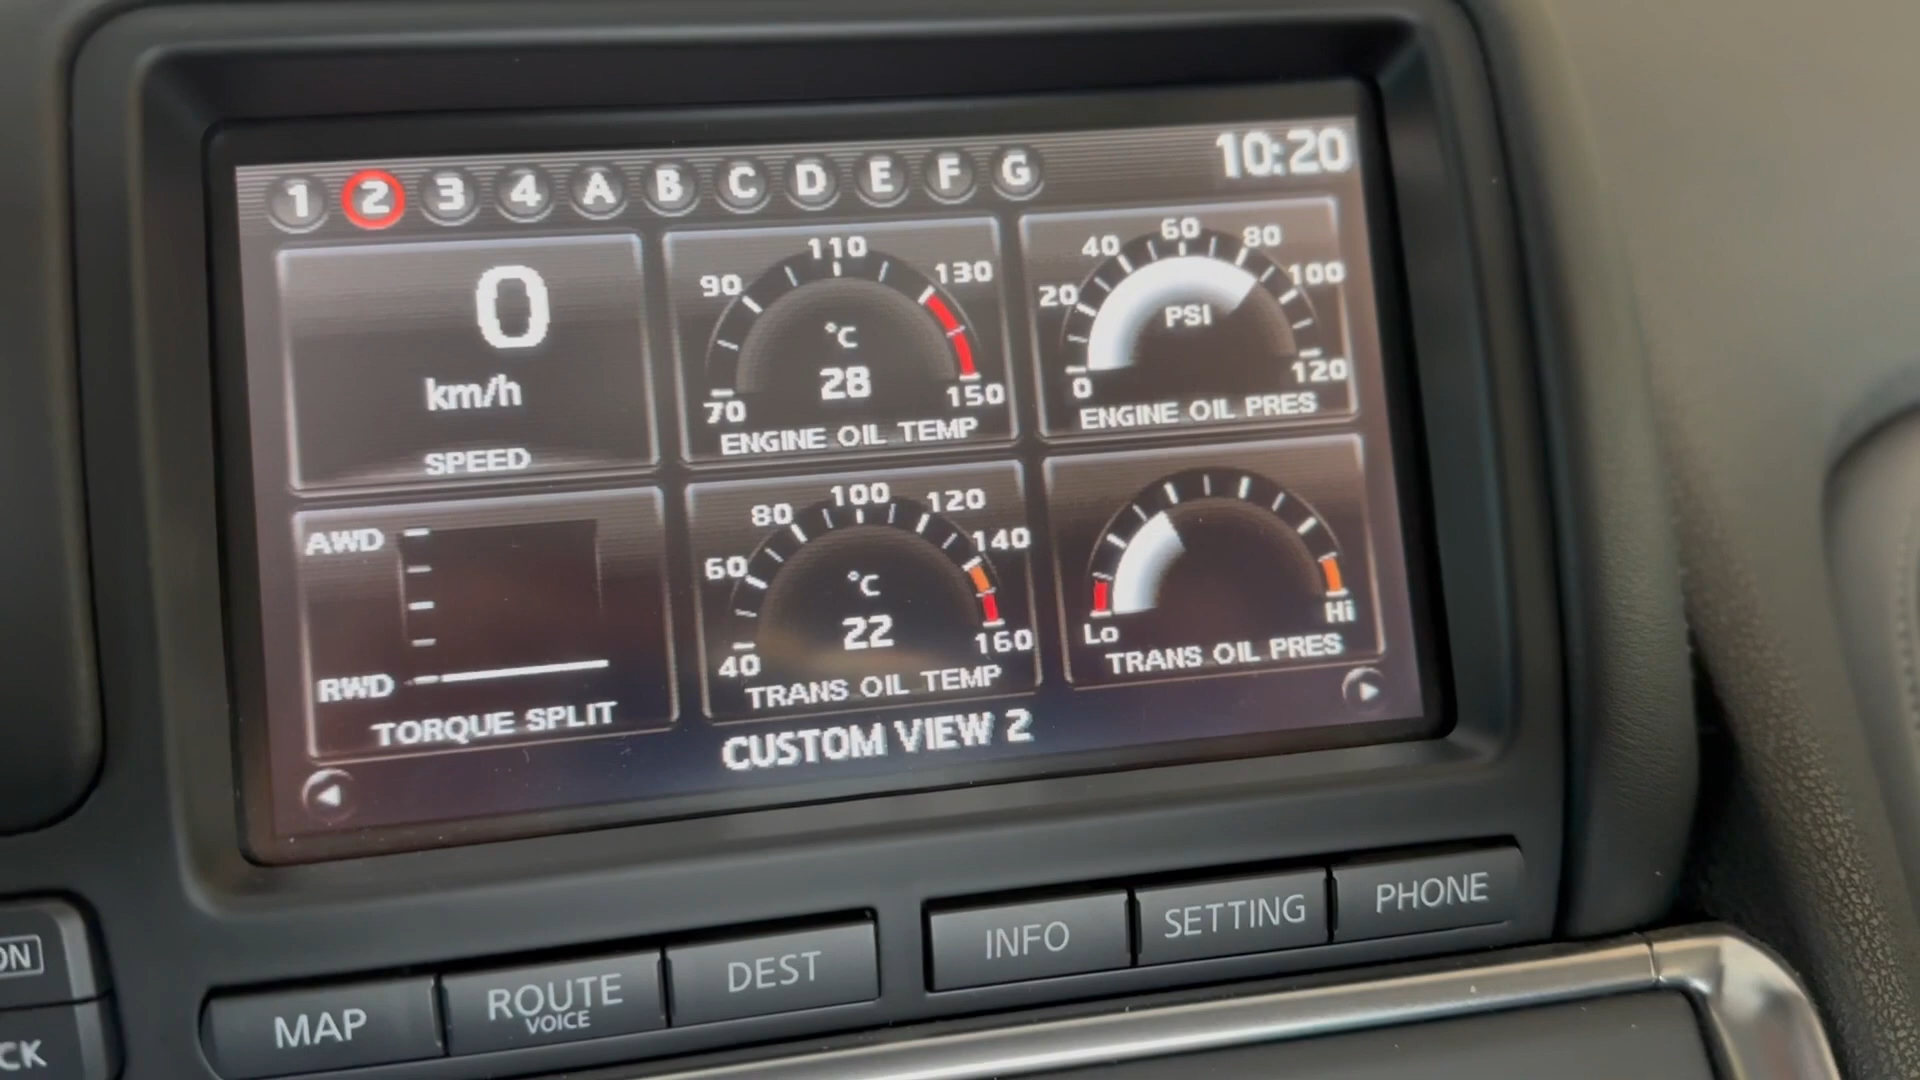 1 2 3 4 A B C D E F G 10:20
0
km/h
SPEED
70 90 110 130 150
°C
28
ENGINE OIL TEMP
0 20 40 60 80 100 120
PSI
ENGINE OIL PRES
AWD
RWD
TORQUE SPLIT
40 60 80 100 120 140 160
°C
22
TRANS OIL TEMP
Lo Hi
TRANS OIL PRES
CUSTOM VIEW 2
MAP
ROUTE
VOICE
DEST
INFO
SETTING
PHONE
ON
CK